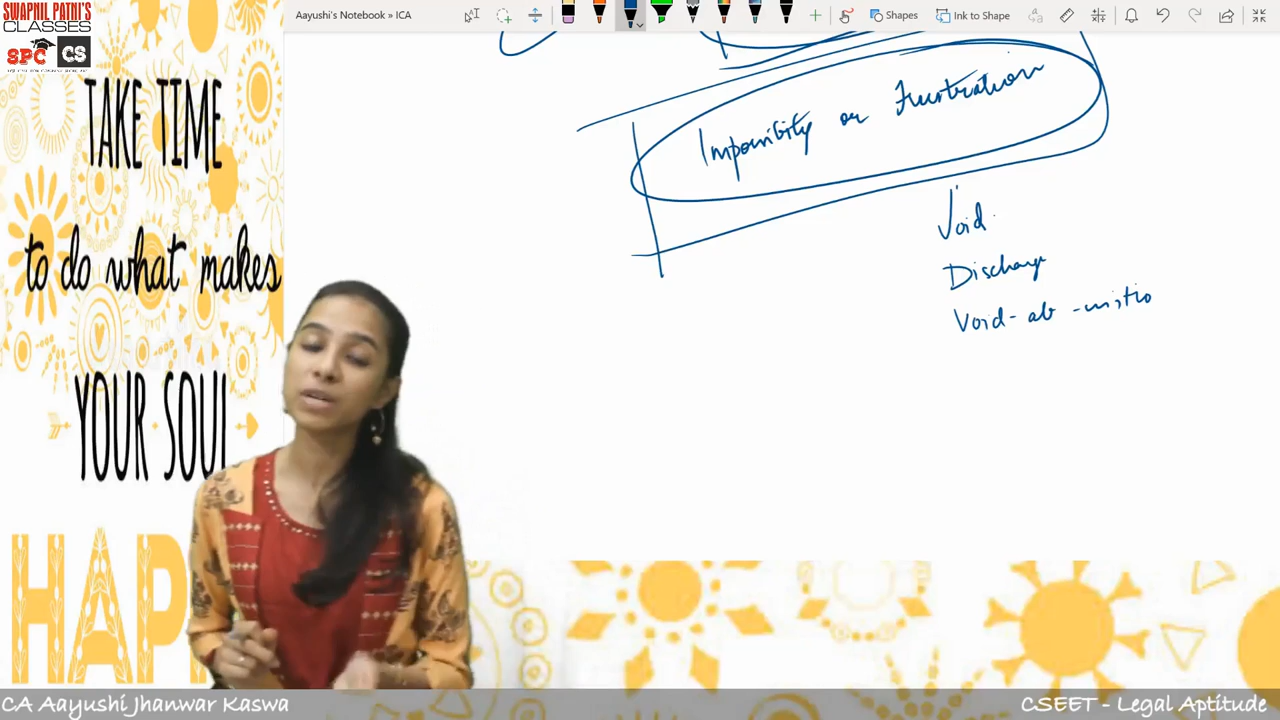 SWAPNIL PATNI'S
CLASSES
SPC CS
Aayushi's Notebook » ICA
Shapes
Ink to Shape
TAKE TIME
to do what makes
YOUR SOUL
HAP
Impossibity or Frustration
Void
Discharge
Void-ab-initio
CA Aayushi Jhanwar Kaswa
CSEET - Legal Aptitude